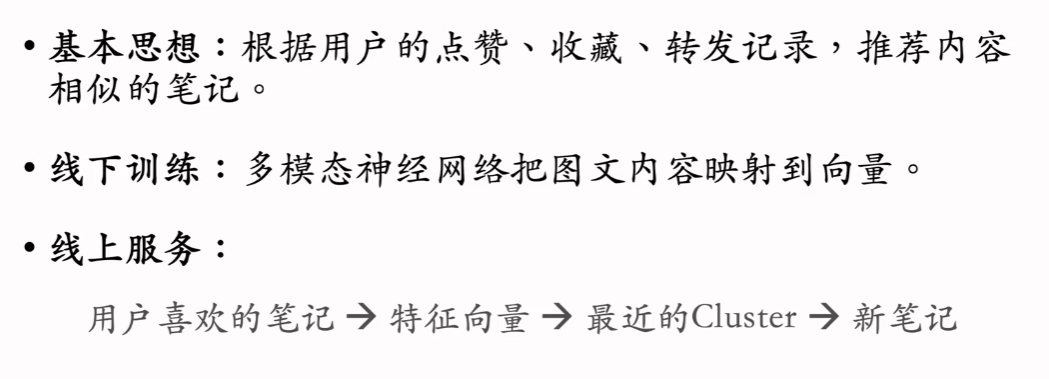 • 基本思想：根据用户的点赞、收藏、转发记录，推荐内容
相似的笔记。
• 线下训练：多模态神经网络把图文内容映射到向量。
• 线上服务：
用户喜欢的笔记 → 特征向量 → 最近的Cluster → 新笔记